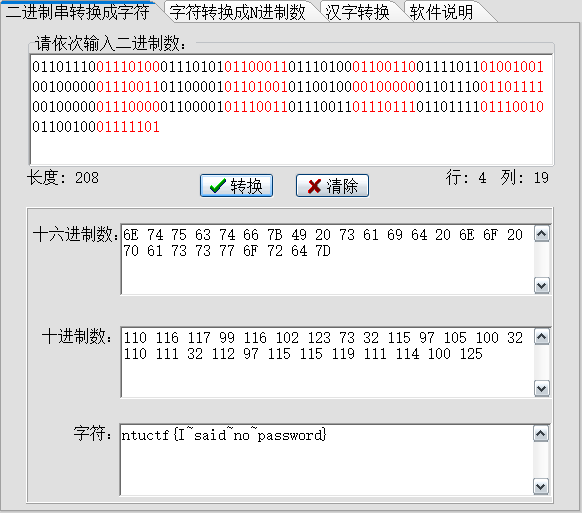 二进制串转换成字符 字符转换成N进制数 汉字转换 软件说明
请依次输入二进制数:
0110111001110100011101010110001101110100011001100111101101001001
0010000001110011011000010110100101100100001000000110111001101111
0010000001110000011000010111001101110011011101110110111101110010
0110010001111101
长度: 208 行: 4 列: 19
转换 清除
十六进制数:
6E 74 75 63 74 66 7B 49 20 73 61 69 64 20 6E 6F 20
70 61 73 73 77 6F 72 64 7D
十进制数:
110 116 117 99 116 102 123 73 32 115 97 105 100 32
110 111 32 112 97 115 115 119 111 114 100 125
字符:
ntuctf{I~said~no~password}